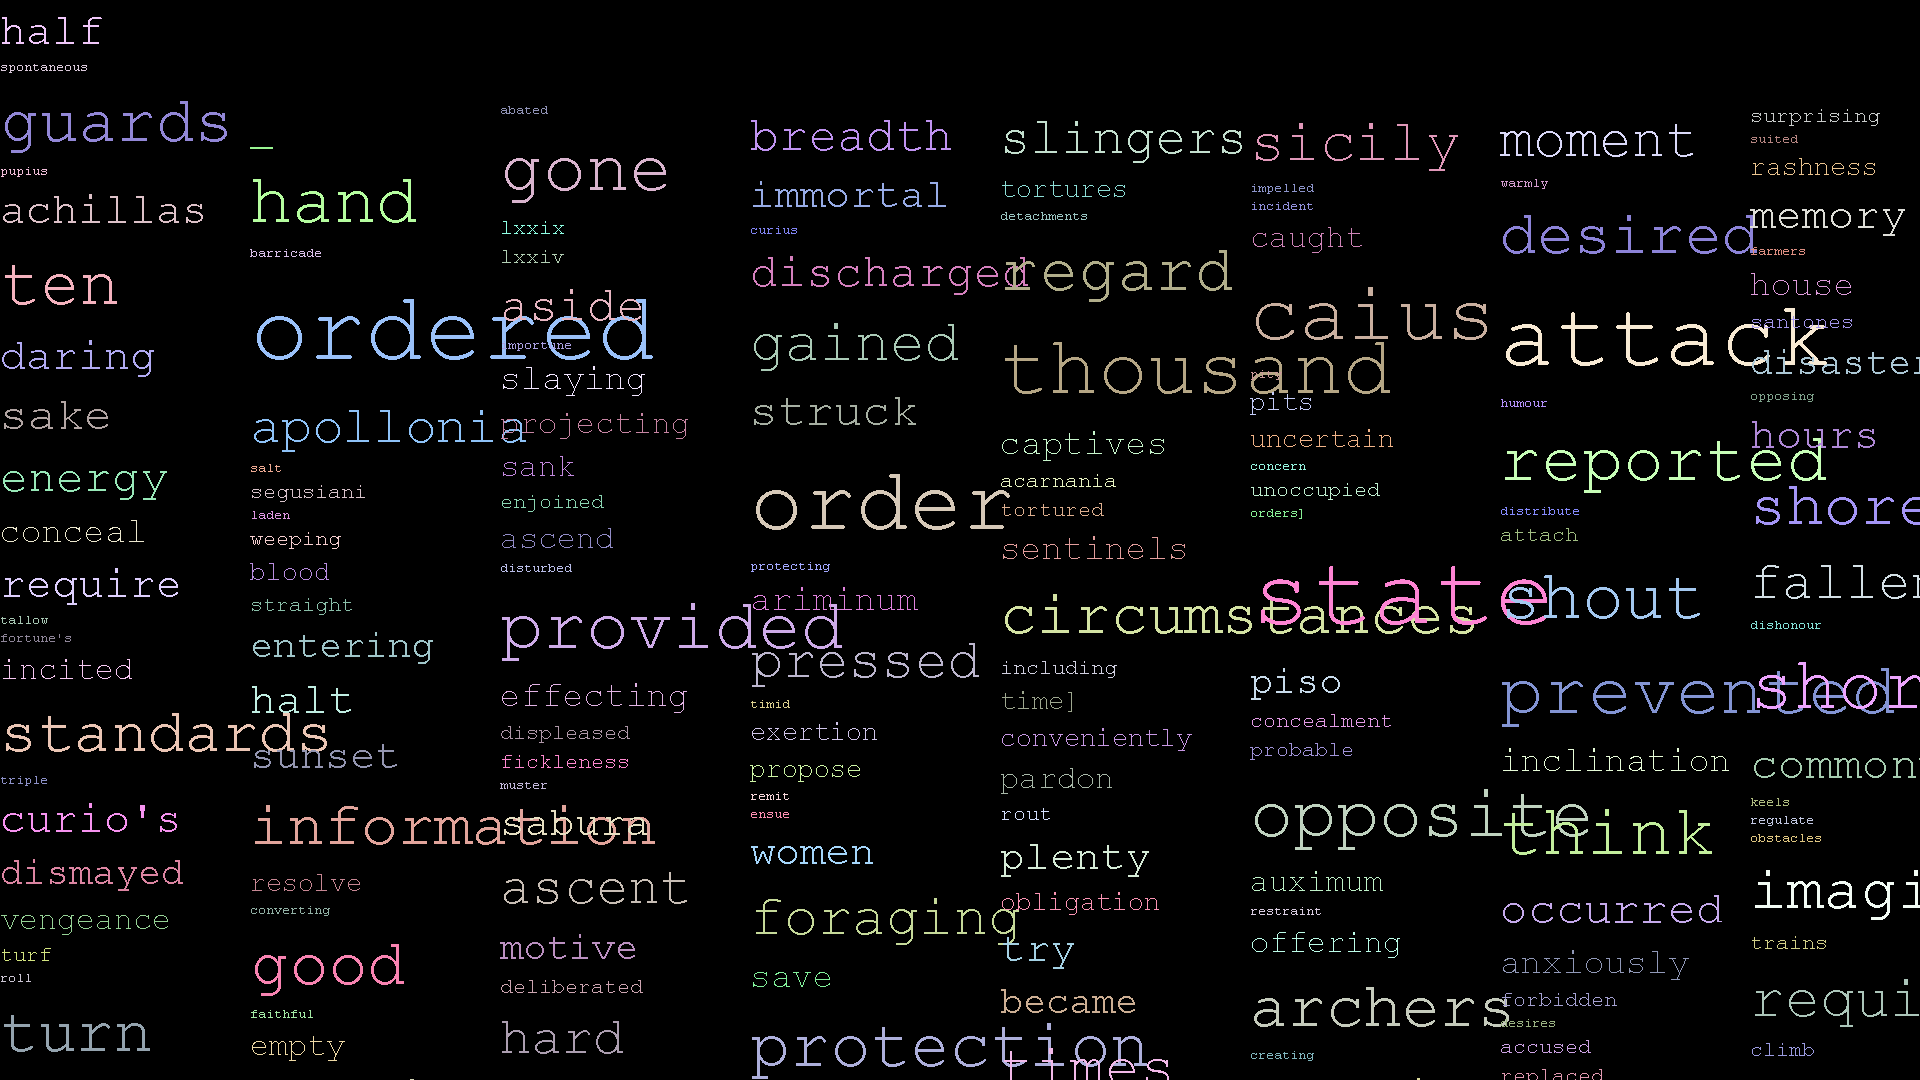 half
spontaneous
guards
pupius
achillas
ten
daring
sake
energy
conceal
require
tallow
fortune's
incited
standards
triple
curio's
dismayed
vengeance
turf
roll
turn
_
hand
barricade
ordered
apollonia
salt
segusiani
laden
weeping
blood
straight
entering
halt
sunset
information
resolve
converting
good
faithful
empty
abated
gone
lxxix
lxxiv
aside
importune
slaying
projecting
sank
enjoined
ascend
disturbed
provided
effecting
displeased
fickleness
muster
sabura
ascent
motive
deliberated
hard
breadth
immortal
curius
discharged
gained
struck
order
protecting
ariminum
pressed
timid
exertion
propose
remit
ensue
women
foraging
save
protection
slingers
tortures
detachments
regard
thousand
captives
acarnania
tortured
sentinels
circumstances
including
time]
conveniently
pardon
rout
plenty
obligation
try
became
times
sicily
impelled
incident
caught
caius
pits
uncertain
concern
unoccupied
orders]
state
piso
concealment
probable
opposite
auximum
restraint
offering
archers
creating
moment
warmly
desired
attack
humour
reported
distribute
attach
shout
prevented
inclination
think
occurred
anxiously
forbidden
desires
accused
replaced
surprising
suited
rashness
memory
farmers
house
santones
disaster
opposing
hours
shore
fallen
dishonour
shor
common
keels
regulate
obstacles
imagi
trains
requi
climb